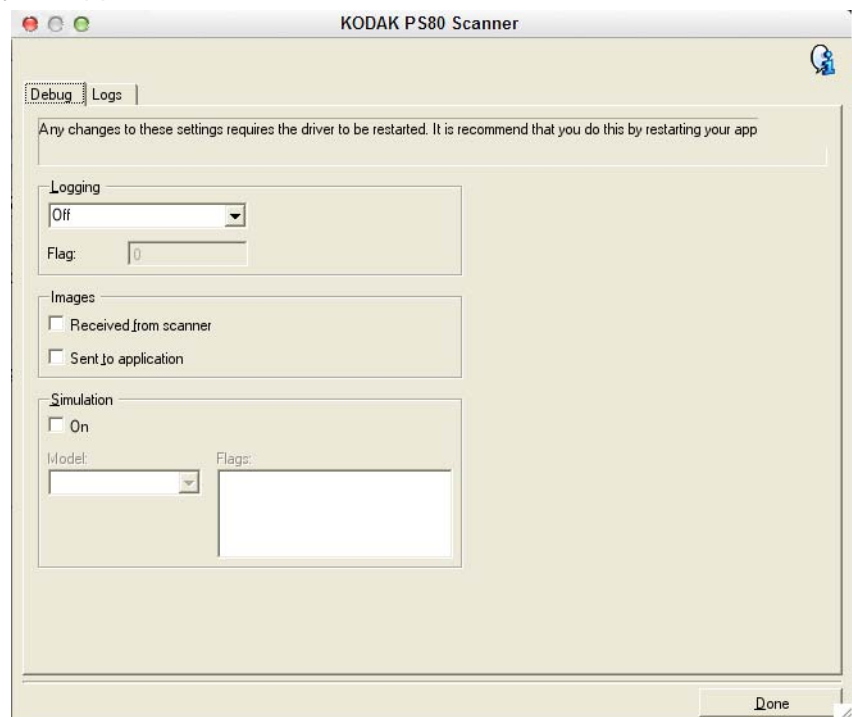 KODAK PS80 Scanner
Debug Logs
Any changes to these settings requires the driver to be restarted. It is recommend that you do this by restarting your app
Logging
Off
Flag: 0
Images
Received from scanner
Sent to application
Simulation
On
Model: Flags:
Done